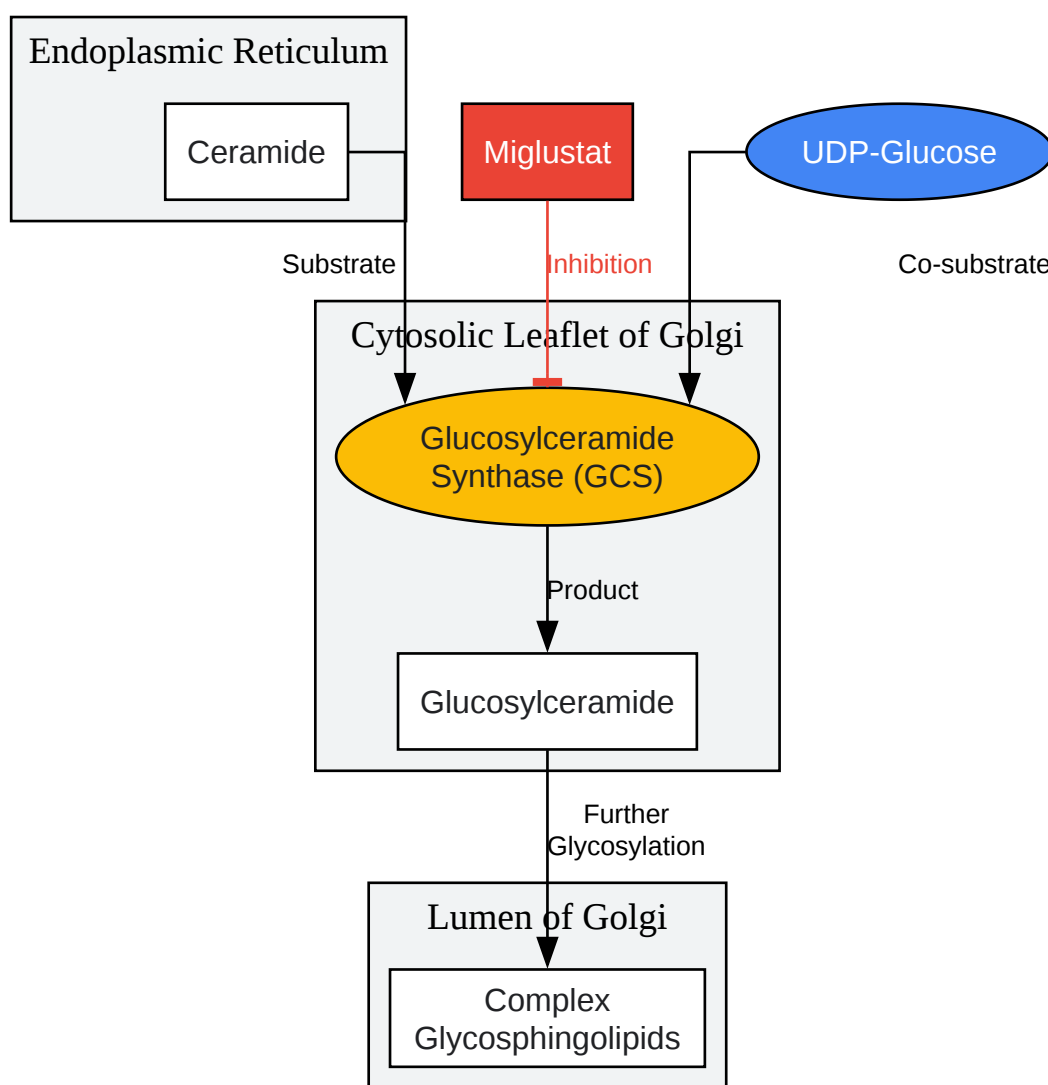 Endoplasmic Reticulum
Ceramide
Miglustat
UDP-Glucose
Substrate
Inhibition
Co-substrate
Cytosolic Leaflet of Golgi
Glucosylceramide
Synthase (GCS)
Product
Glucosylceramide
Further
Glycosylation
Lumen of Golgi
Complex
Glycosphingolipids